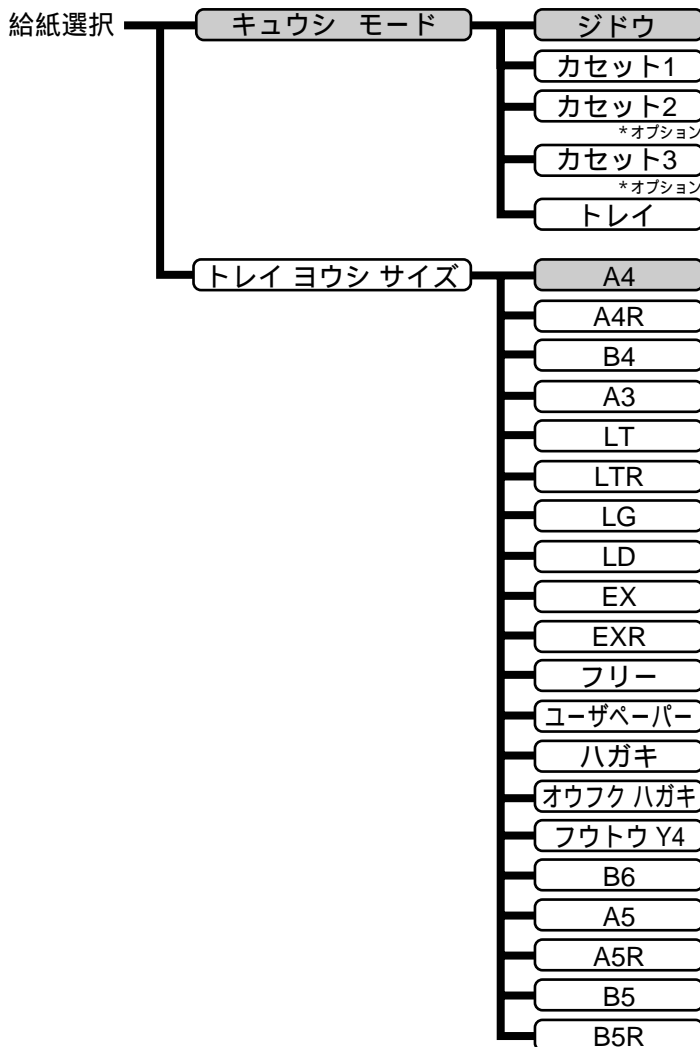 給紙選択
キュウシ モード
ジドウ
カセット1
カセット2
*オプション
カセット3
*オプション
トレイ
トレイ ヨウシ サイズ
A4
A4R
B4
A3
LT
LTR
LG
LD
EX
EXR
フリー
ユーザペーパー
ハガキ
オウフク ハガキ
フウトウ Y4
B6
A5
A5R
B5
B5R